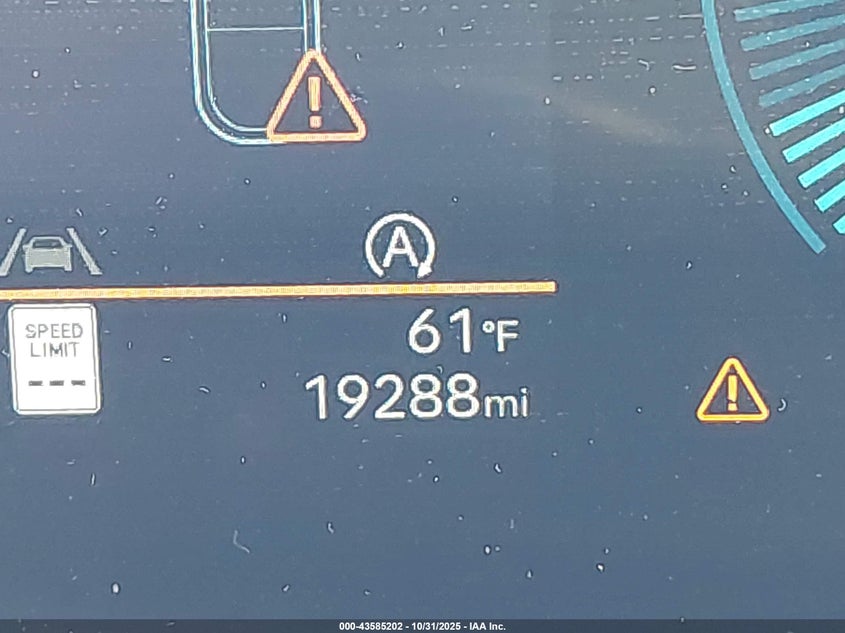 A
SPEED
LIMIT
---
61°F
19288mi
000-43585202 - 10/31/2025 - IAA Inc.